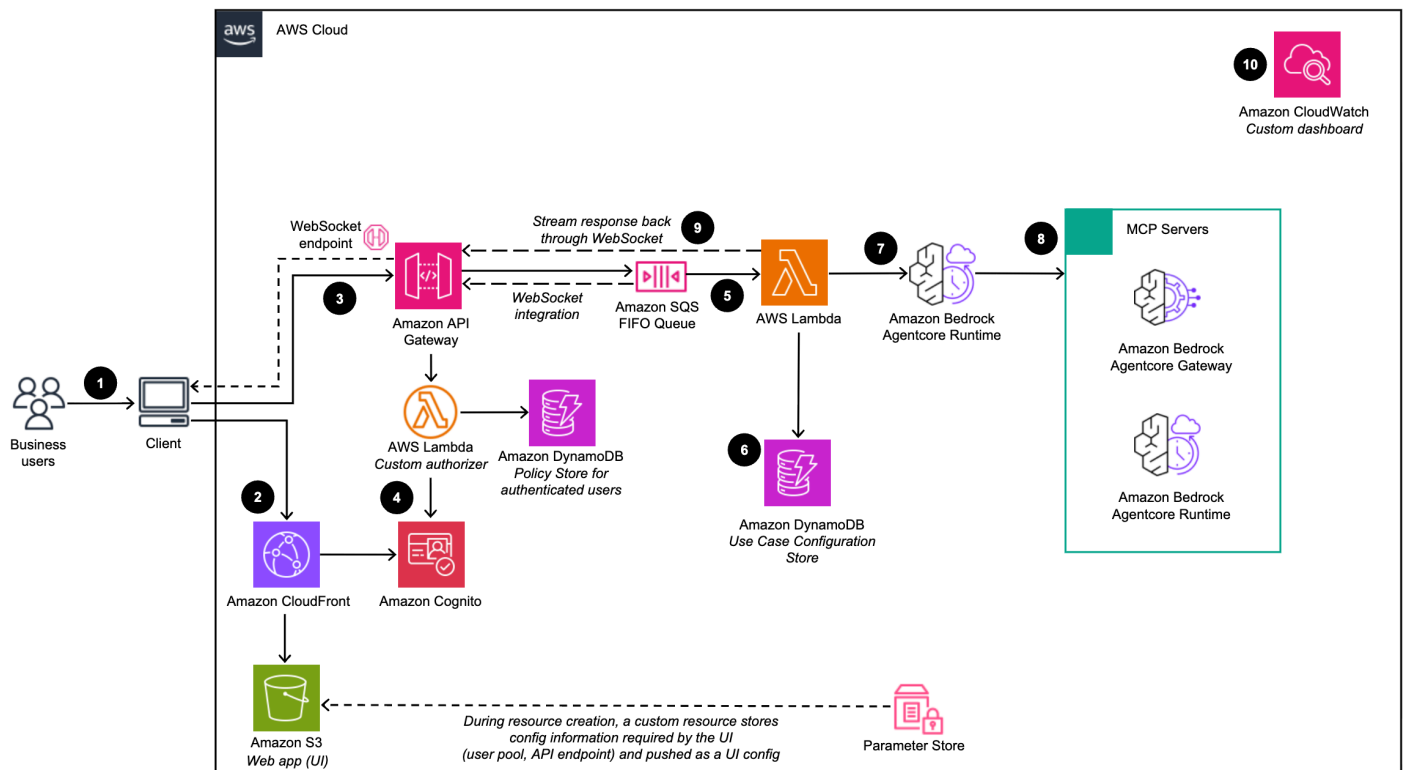 aws
AWS Cloud
10
Amazon CloudWatch
Custom dashboard
WebSocket
endpoint
Stream response back
through WebSocket
9
7
8
MCP Servers
3
WebSocket
integration
5
Amazon API
Gateway
Amazon SQS
FIFO Queue
AWS Lambda
Amazon Bedrock
Agentcore Runtime
Amazon Bedrock
Agentcore Gateway
1
Business
users
Client
AWS Lambda
Custom authorizer
Amazon DynamoDB
Policy Store for
authenticated users
6
Amazon DynamoDB
Use Case Configuration
Store
Amazon Bedrock
Agentcore Runtime
2
4
Amazon CloudFront
Amazon Cognito
Amazon S3
Web app (UI)
During resource creation, a custom resource stores
config information required by the UI
(user pool, API endpoint) and pushed as a UI config
Parameter Store